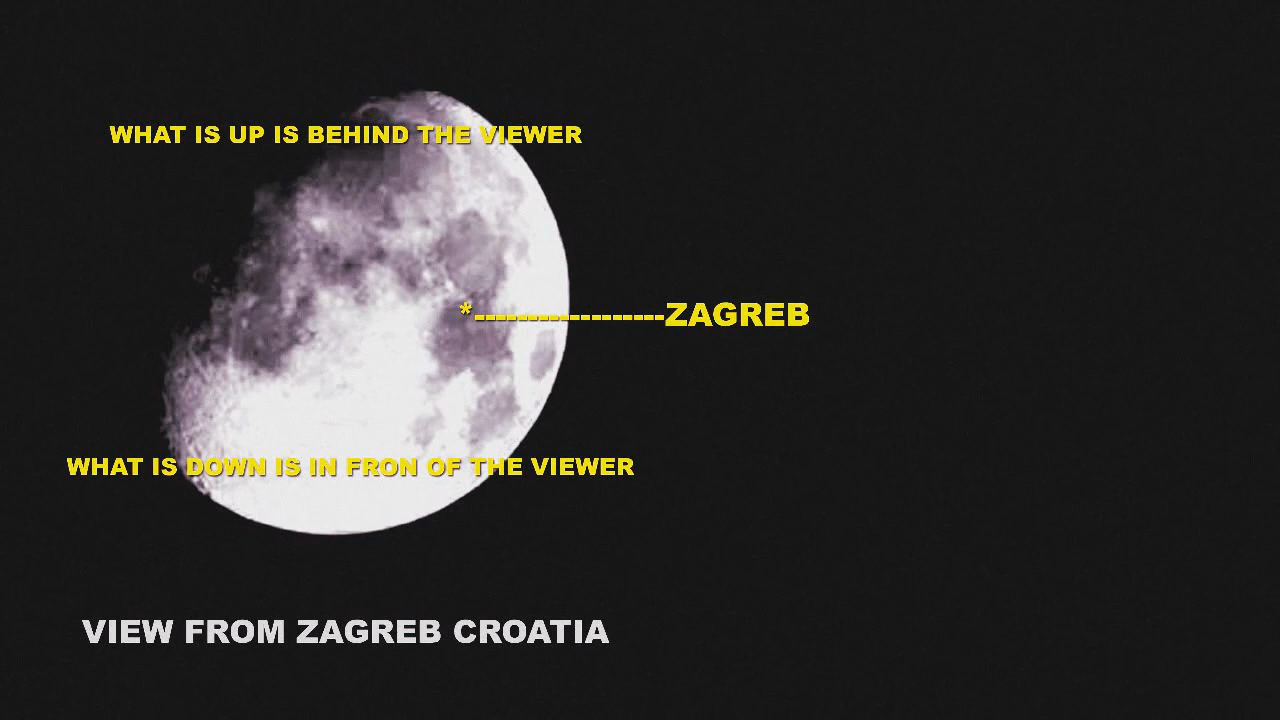 WHAT IS UP IS BEHIND THE VIEWER
*------------------ZAGREB
WHAT IS DOWN IS IN FRON OF THE VIEWER
VIEW FROM ZAGREB CROATIA